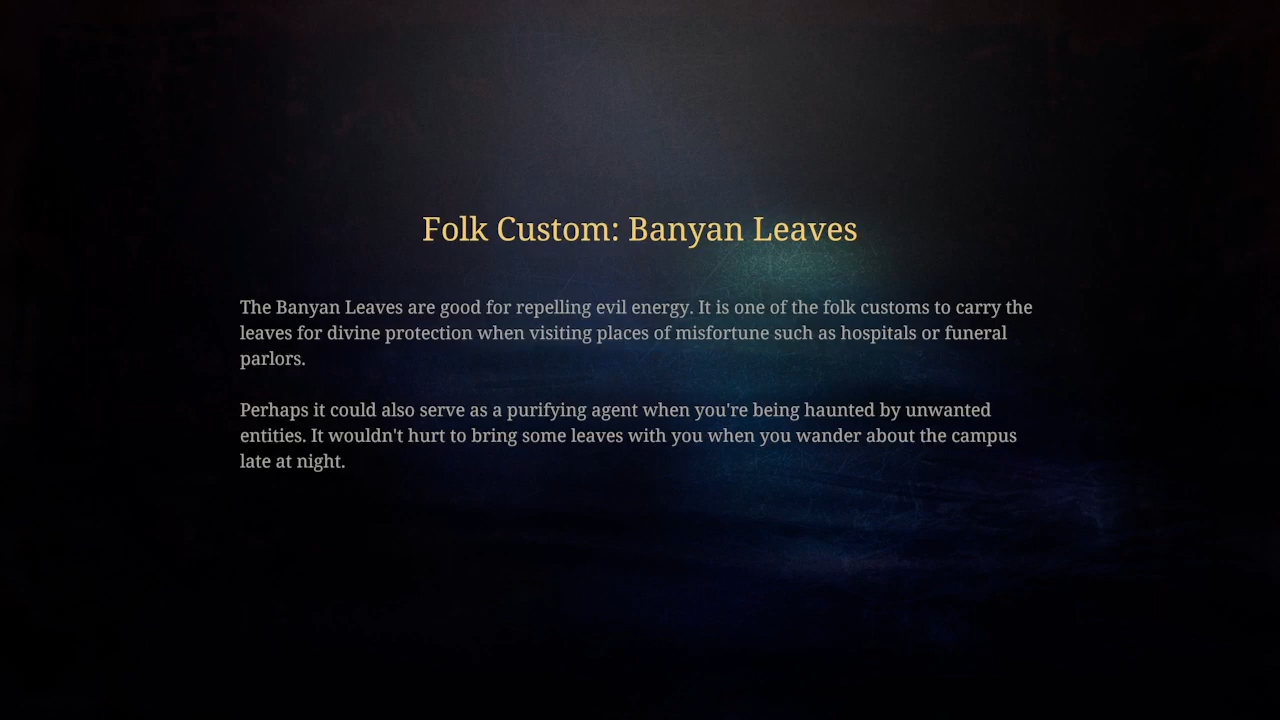 Folk Custom: Banyan Leaves
The Banyan Leaves are good for repelling evil energy. It is one of the folk customs to carry the
leaves for divine protection when visiting places of misfortune such as hospitals or funeral
parlors.
Perhaps it could also serve as a purifying agent when you're being haunted by unwanted
entities. It wouldn't hurt to bring some leaves with you when you wander about the campus
late at night.